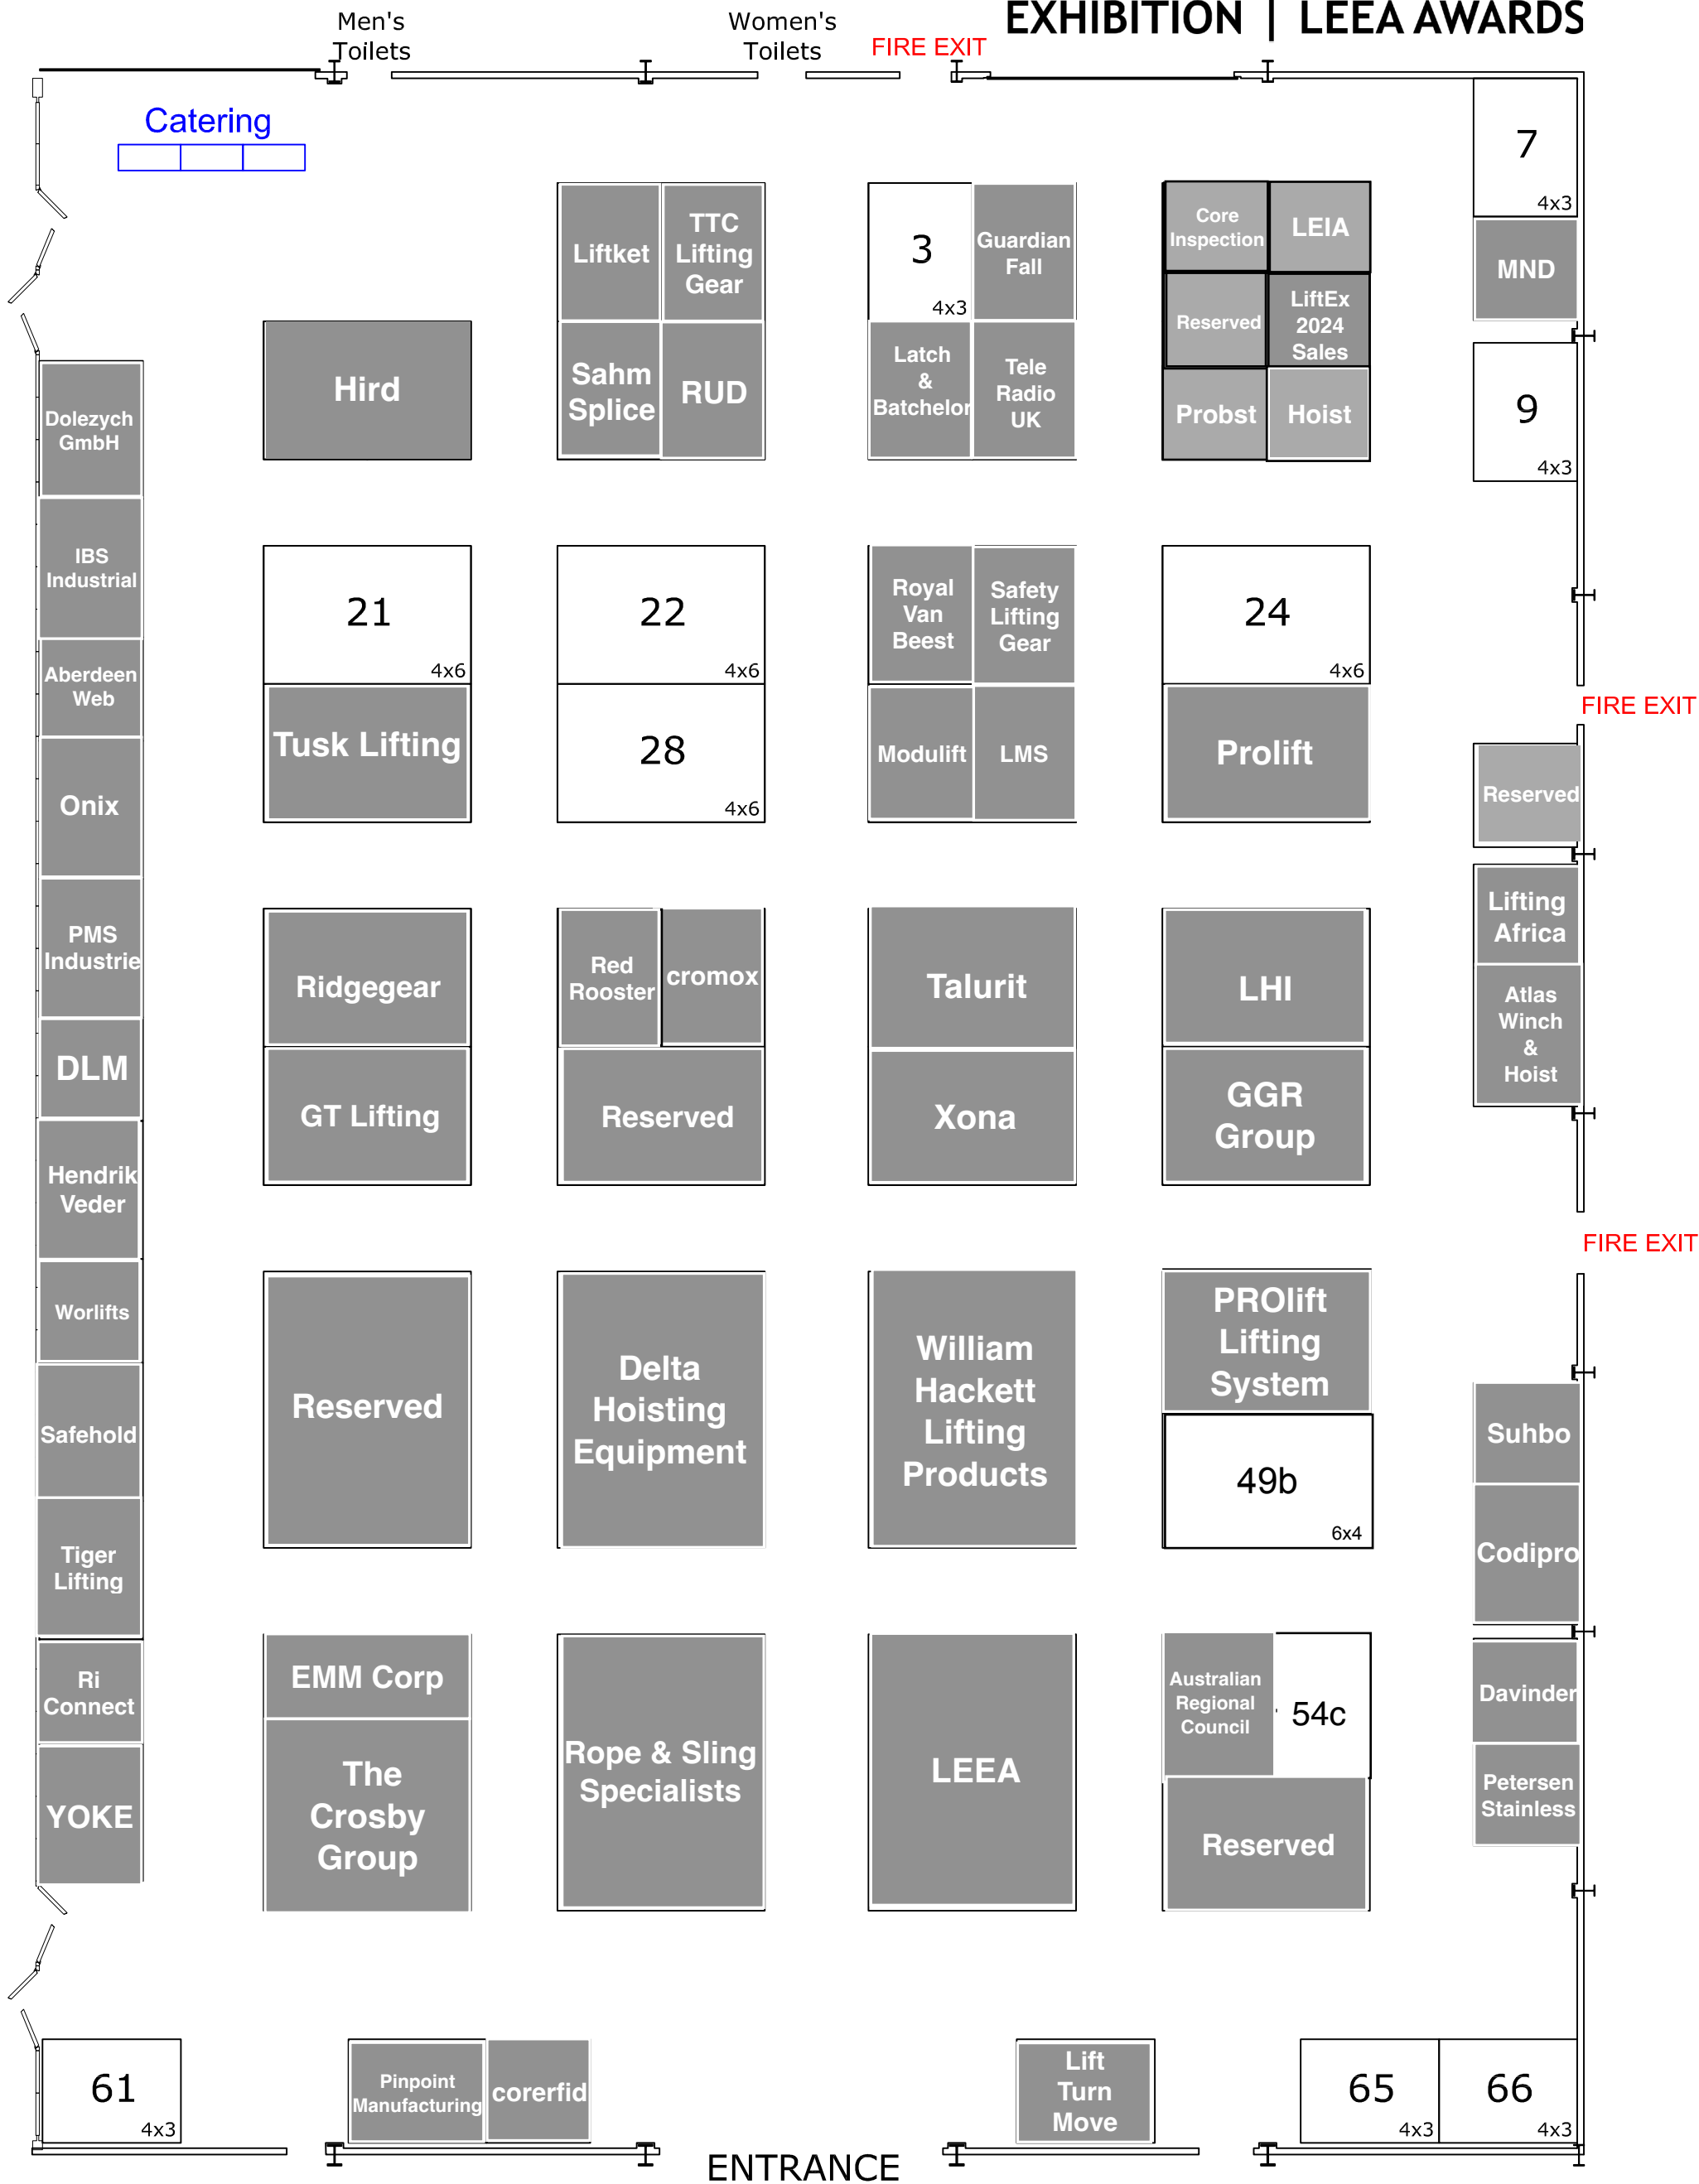 EXHIBITION | LEEA AWARDS
Men's
Toilets
Women's
Toilets
FIRE EXIT
Catering
7
4x3
Liftket
TTC
Lifting
Gear
3
4x3
Guardian
Fall
Core
Inspection
LEIA
MND
Reserved
LiftEx
2024
Sales
Hird
Sahm
Splice
RUD
Latch
&
Batchelor
Tele
Radio
UK
Probst
Hoist
9
4x3
Dolezych
GmbH
IBS
Industrial
21
4x6
22
4x6
Royal
Van
Beest
Safety
Lifting
Gear
24
4x6
Aberdeen
Web
FIRE EXIT
Tusk Lifting
28
4x6
Modulift
LMS
Prolift
Onix
Reserved
PMS
Industrie
Ridgegear
Red
Rooster
cromox
Talurit
LHI
Lifting
Africa
Atlas
Winch
&
Hoist
DLM
GT Lifting
Reserved
Xona
GGR
Group
Hendrik
Veder
FIRE EXIT
Worlifts
Reserved
Delta
Hoisting
Equipment
William
Hackett
Lifting
Products
PROlift
Lifting
System
49b
6x4
Safehold
Suhbo
Tiger
Lifting
Codipro
Ri
Connect
EMM Corp
Rope & Sling
Specialists
LEEA
Australian
Regional
Council
54c
Davinder
YOKE
The
Crosby
Group
Reserved
Petersen
Stainless
61
4x3
Pinpoint
Manufacturing
corerfid
Lift
Turn
Move
65
4x3
66
4x3
ENTRANCE